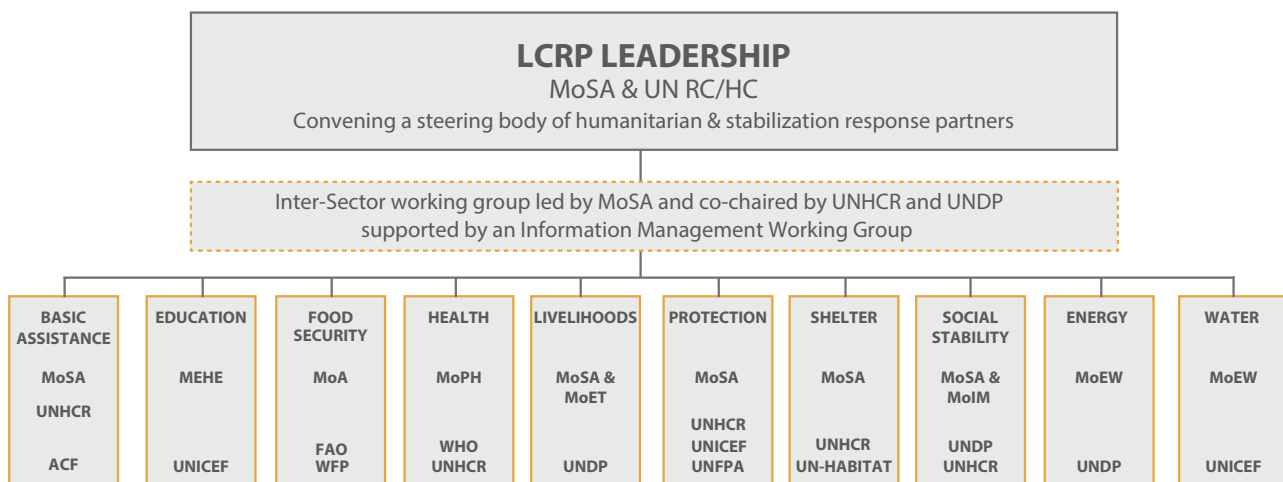 LCRP LEADERSHIP
MoSA & UN RC/HC
Convening a steering body of humanitarian & stabilization response partners
Inter-Sector working group led by MoSA and co-chaired by UNHCR and UNDP
supported by an Information Management Working Group
BASIC
ASSISTANCE
MoSA
UNHCR
ACF
EDUCATION
MEHE
UNICEF
FOOD
SECURITY
MoA
FAO
WFP
HEALTH
MoPH
WHO
UNHCR
LIVELIHOODS
MoSA &
MoET
UNDP
PROTECTION
MoSA
UNHCR
UNICEF
UNFPA
SHELTER
MoSA
UNHCR
UN-HABITAT
SOCIAL
STABILITY
MoSA &
MoIM
UNDP
UNHCR
ENERGY
MoEW
UNDP
WATER
MoEW
UNICEF